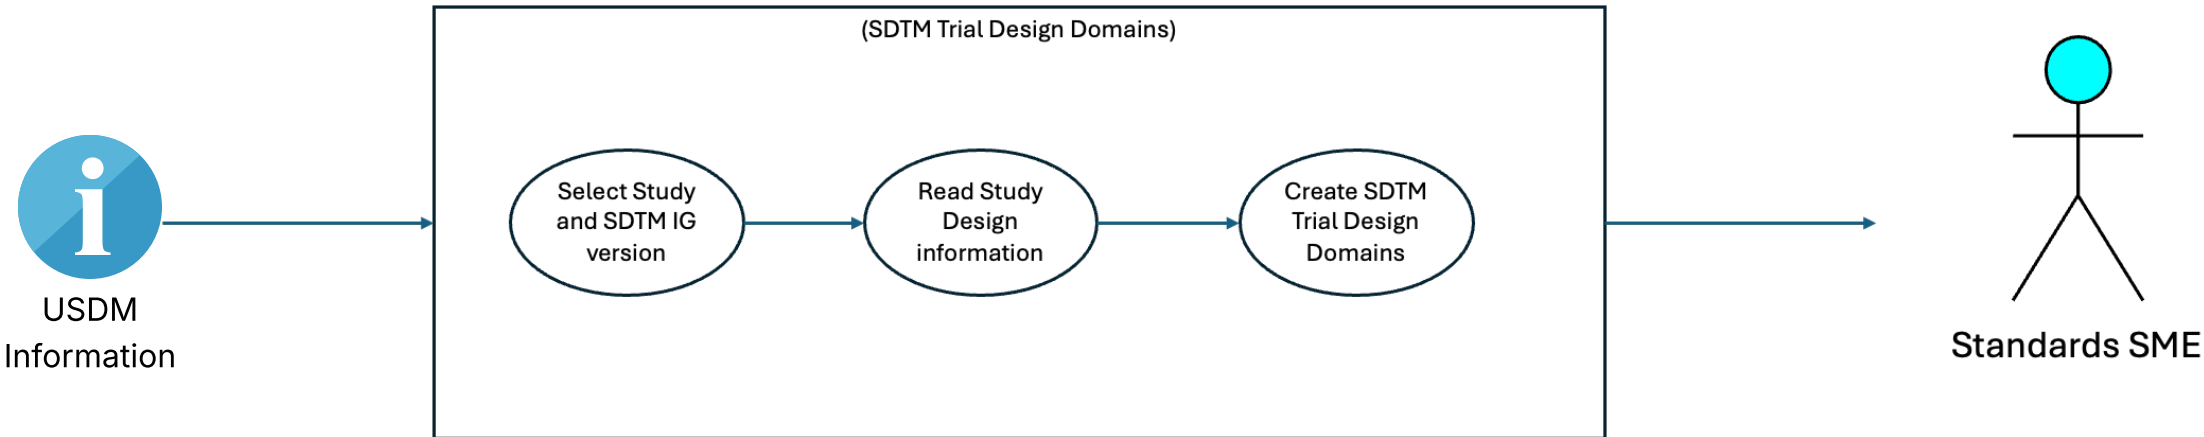 (SDTM Trial Design Domains)
USDM
Information
Select Study
and SDTM IG
version
Read Study
Design
information
Create SDTM
Trial Design
Domains
Standards SME